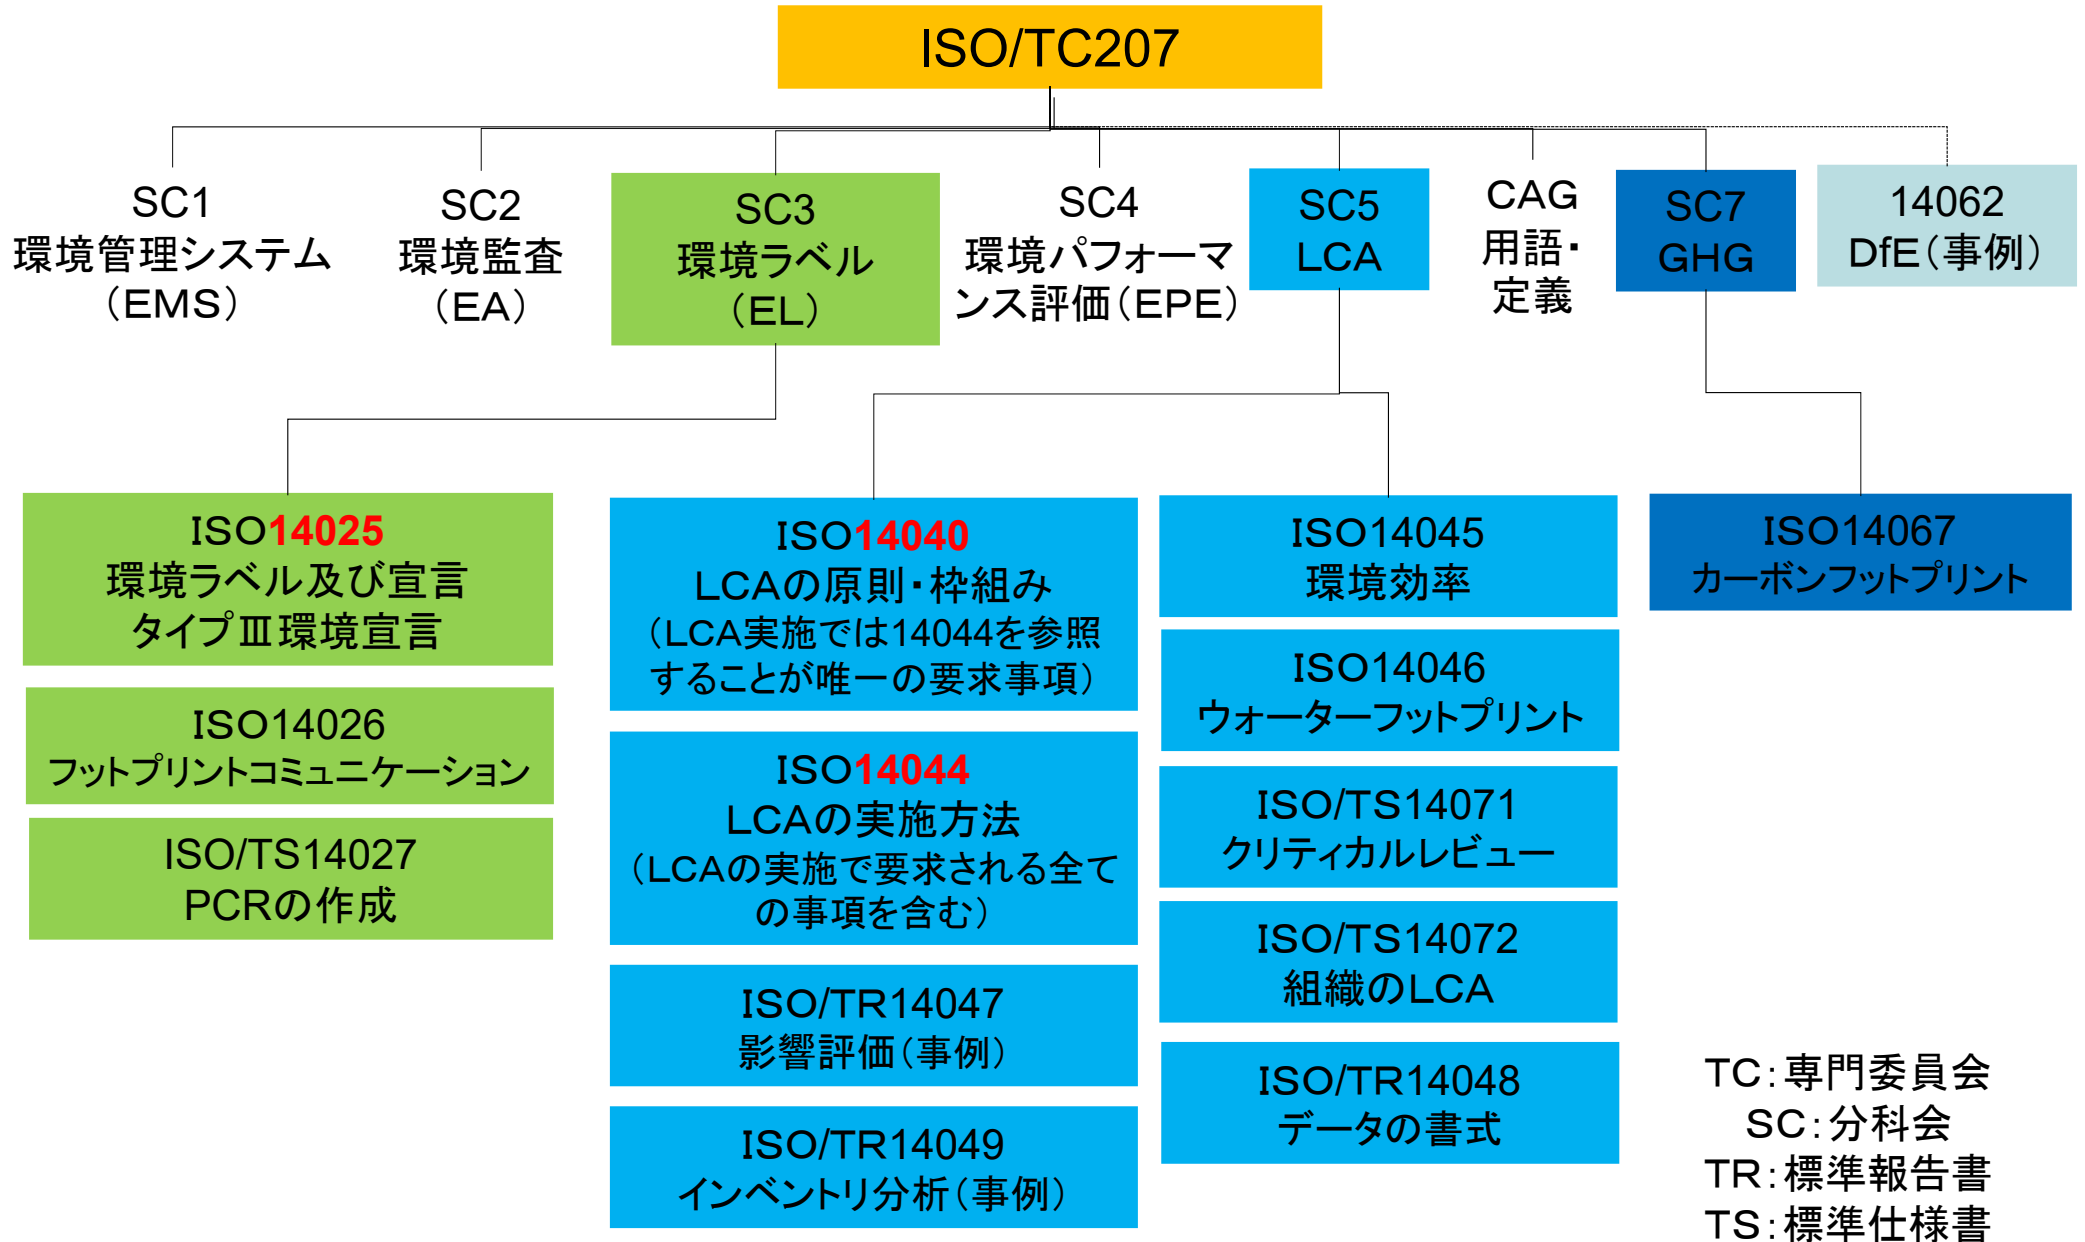 ISO/TC207
SC1
環境管理システム
（EMS）
SC2
環境監査
（EA）
SC3
環境ラベル
（EL）
SC4
環境パフォーマ
ンス評価（EPE）
SC5
LCA
CAG
用語・
定義
SC7
GHG
14062
DfE（事例）
ISO14025
環境ラベル及び宣言
タイプⅢ環境宣言
ISO14026
フットプリントコミュニケーション
ISO/TS14027
PCRの作成
ISO14040
LCAの原則・枠組み
（LCA実施では14044を参照
することが唯一の要求事項）
ISO14044
LCAの実施方法
（LCAの実施で要求される全て
の事項を含む）
ISO/TR14047
影響評価（事例）
ISO/TR14049
インベントリ分析（事例）
ISO14045
環境効率
ISO14046
ウォーターフットプリント
ISO/TS14071
クリティカルレビュー
ISO/TS14072
組織のLCA
ISO/TR14048
データの書式
ISO14067
カーボンフットプリント
TC：専門委員会
SC：分科会
TR：標準報告書
TS：標準仕様書